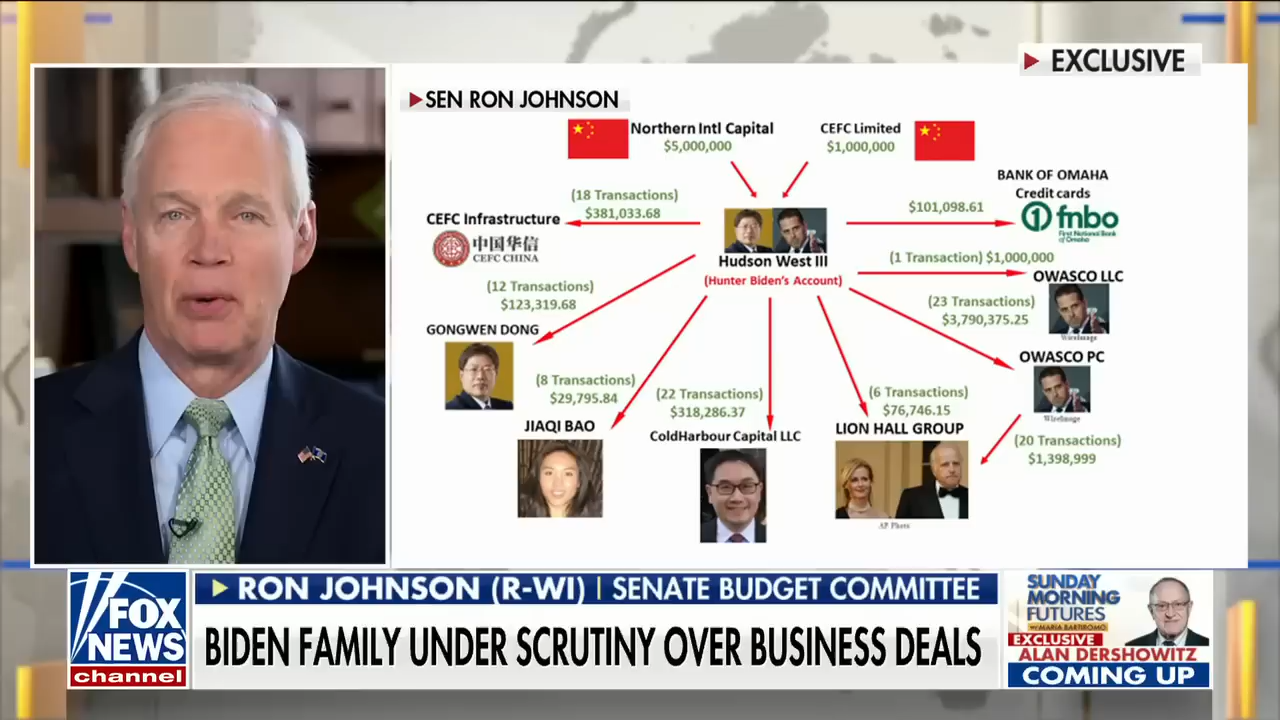 EXCLUSIVE
SEN RON JOHNSON
Northern Intl Capital
$5,000,000
CEFC Limited
$1,000,000
BANK OF OMAHA
Credit cards
fnbo
First National Bank
of Omaha
$101,098.61
(18 Transactions)
$381,033.68
CEFC Infrastructure
中国华信
CEFC CHINA
Hudson West III
(Hunter Biden's Account)
(1 Transaction) $1,000,000
OWASCO LLC
WireImage
(12 Transactions)
$123,319.68
GONGWEN DONG
(23 Transactions)
$3,790,375.25
OWASCO PC
WireImage
(8 Transactions)
$29,795.84
JIAQI BAO
(22 Transactions)
$318,286.37
ColdHarbour Capital LLC
(6 Transactions)
$76,746.15
LION HALL GROUP
AP Photo
(20 Transactions)
$1,398,999
FOX
NEWS
channel
RON JOHNSON (R-WI) | SENATE BUDGET COMMITTEE
BIDEN FAMILY UNDER SCRUTINY OVER BUSINESS DEALS
SUNDAY
MORNING
FUTURES
W/ MARIA BARTIROMO
EXCLUSIVE
ALAN DERSHOWITZ
COMING UP